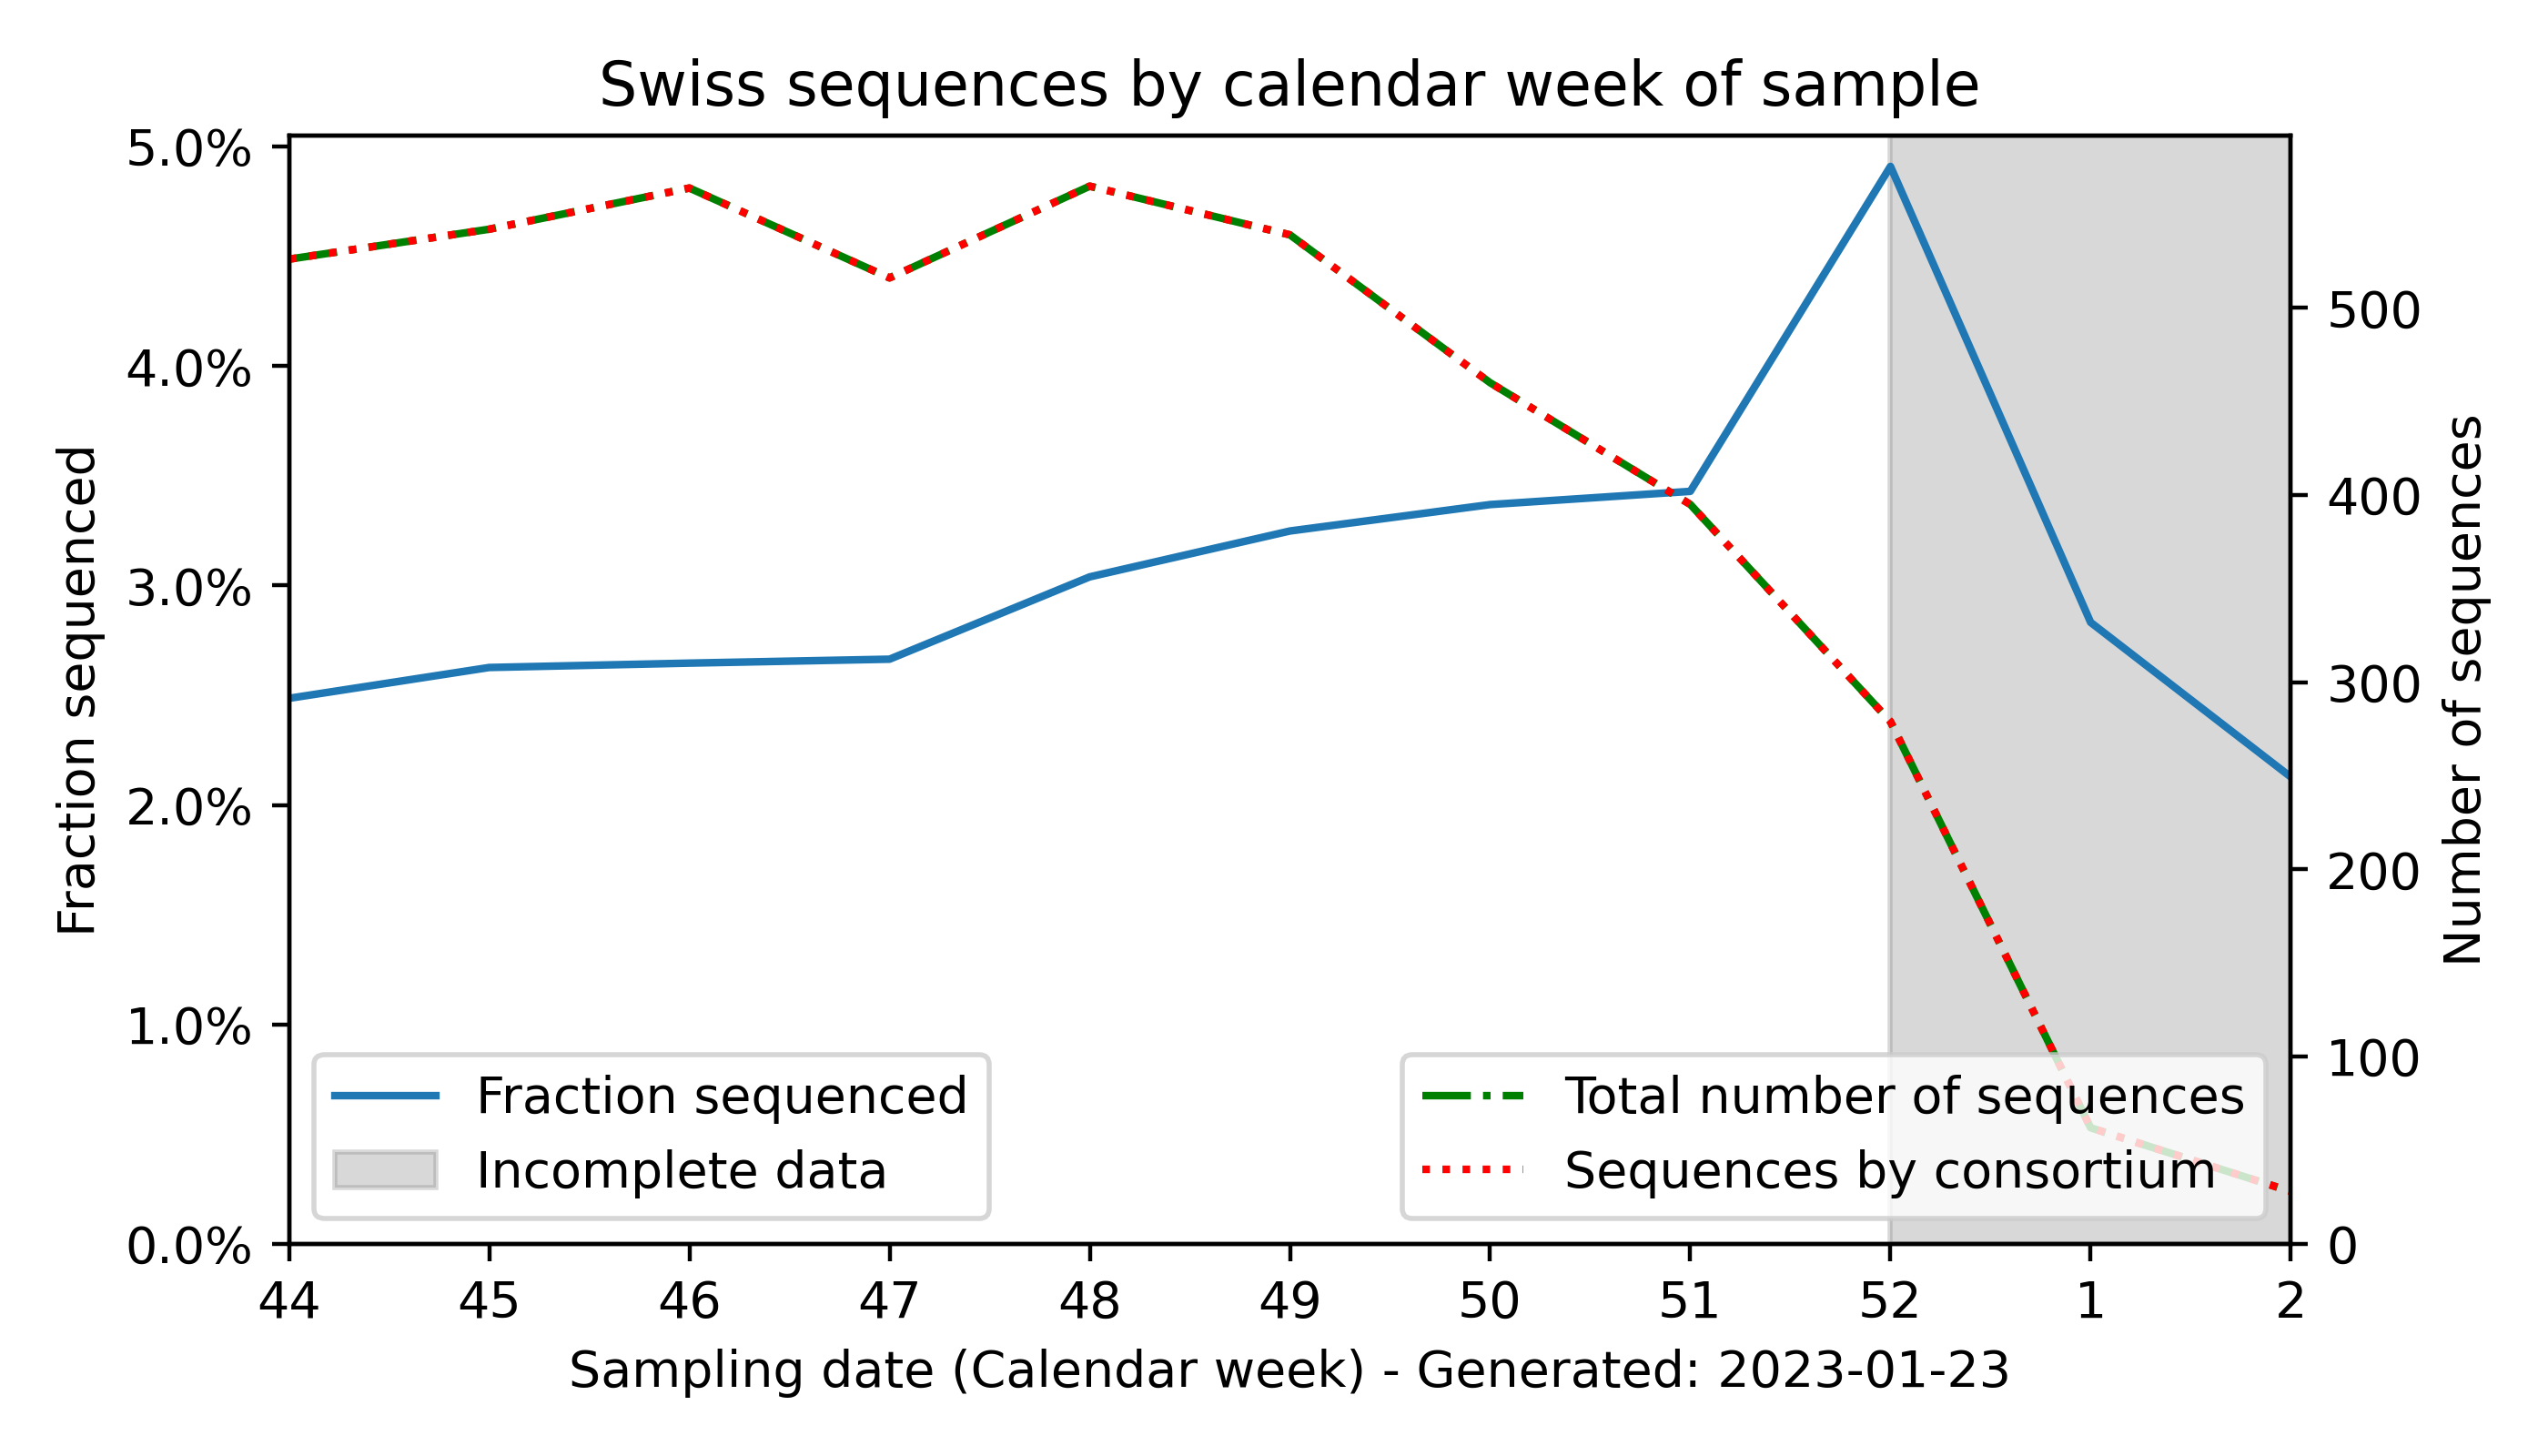 Swiss sequences by calendar week of sample
5.0%
4.0%
3.0%
2.0%
1.0%
0.0%
Fraction sequenced
500
400
300
200
100
0
Number of sequences
Fraction sequenced
Incomplete data
Total number of sequences
Sequences by consortium
44 45 46 47 48 49 50 51 52 1 2
Sampling date (Calendar week) - Generated: 2023-01-23